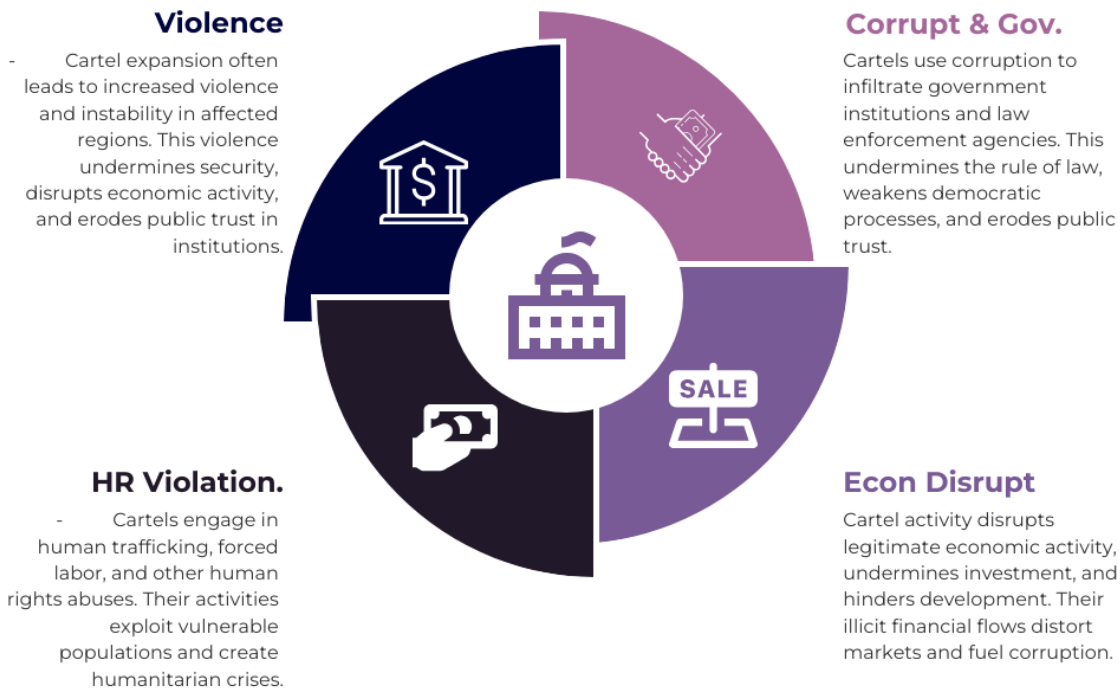 Violence
- Cartel expansion often
leads to increased violence
and instability in affected
regions. This violence
undermines security,
disrupts economic activity,
and erodes public trust in
institutions.
Corrupt & Gov.
Cartels use corruption to
infiltrate government
institutions and law
enforcement agencies. This
undermines the rule of law,
weakens democratic
processes, and erodes public
trust.
SALE
HR Violation.
- Cartels engage in
human trafficking, forced
labor, and other human
rights abuses. Their activities
exploit vulnerable
populations and create
humanitarian crises.
Econ Disrupt
Cartel activity disrupts
legitimate economic activity,
undermines investment, and
hinders development. Their
illicit financial flows distort
markets and fuel corruption.